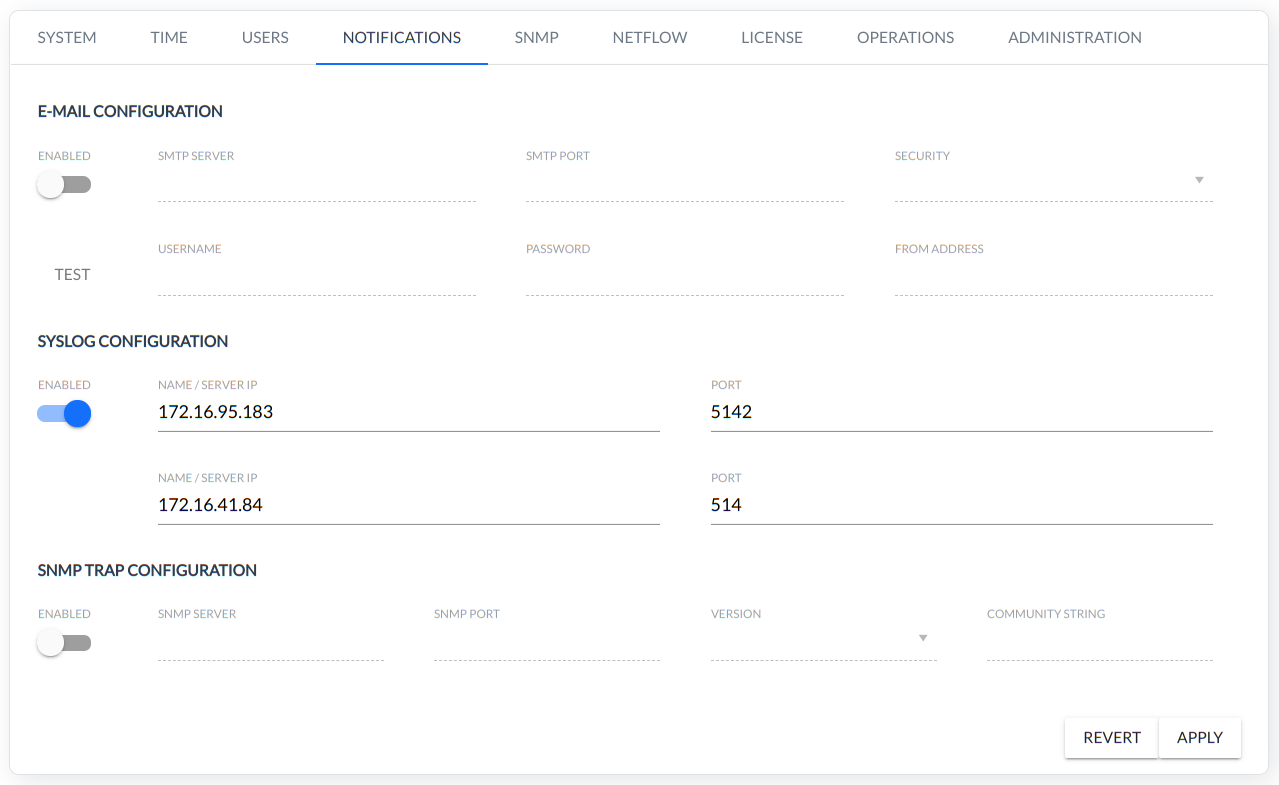 SYSTEM TIME USERS NOTIFICATIONS SNMP NETFLOW LICENSE OPERATIONS ADMINISTRATION
E-MAIL CONFIGURATION
ENABLED SMTP SERVER SMTP PORT SECURITY
USERNAME PASSWORD FROM ADDRESS
TEST
SYSLOG CONFIGURATION
ENABLED NAME / SERVER IP PORT
172.16.95.183 5142
NAME / SERVER IP PORT
172.16.41.84 514
SNMP TRAP CONFIGURATION
ENABLED SNMP SERVER SNMP PORT VERSION COMMUNITY STRING
REVERT APPLY